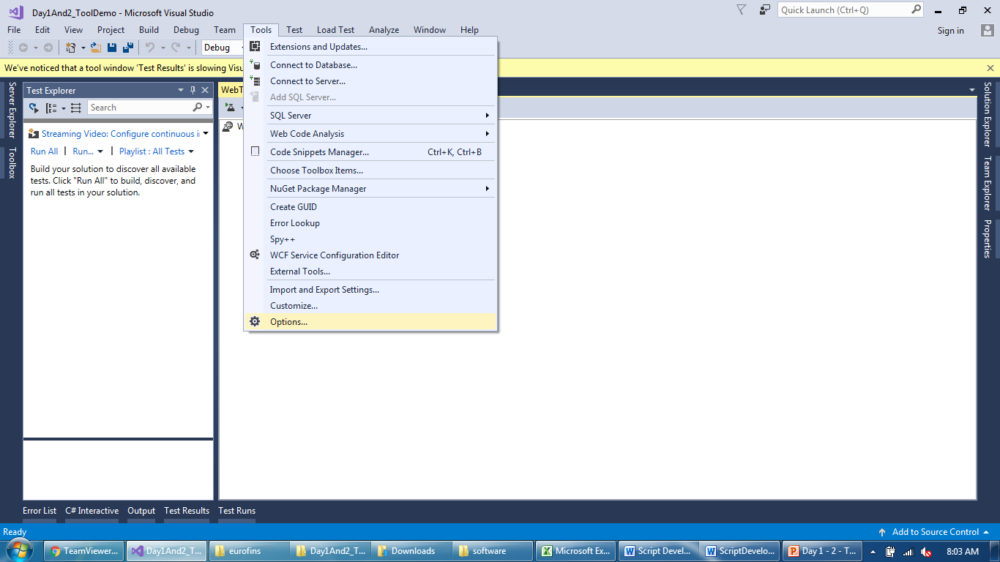 Day1And2_ToolDemo - Microsoft Visual Studio
Quick Launch (Ctrl+Q)
File Edit View Project Build Debug Team Tools Test Load Test Analyze Window Help
Sign in
Debug
We've noticed that a tool window 'Test Results' is slowing Visu
Server Explorer
Toolbox
Test Explorer
Search
Streaming Video: Configure continuous i
Run All | Run... | Playlist : All Tests
Build your solution to discover all available
tests. Click "Run All" to build, discover, and
run all tests in your solution.
WebT
W
Extensions and Updates...
Connect to Database...
Connect to Server...
Add SQL Server...
SQL Server
Web Code Analysis
Code Snippets Manager... Ctrl+K, Ctrl+B
Choose Toolbox Items...
NuGet Package Manager
Create GUID
Error Lookup
Spy++
WCF Service Configuration Editor
External Tools...
Import and Export Settings...
Customize...
Options...
Solution Explorer
Team Explorer
Properties
Error List C# Interactive Output Test Results Test Runs
Ready
Add to Source Control
TeamViewer... Day1And2_T... eurofins Day1And2_T... Downloads software Microsoft Ex... Script Devel... ScriptDevelo... Day 1 - 2 - T... 8:03 AM